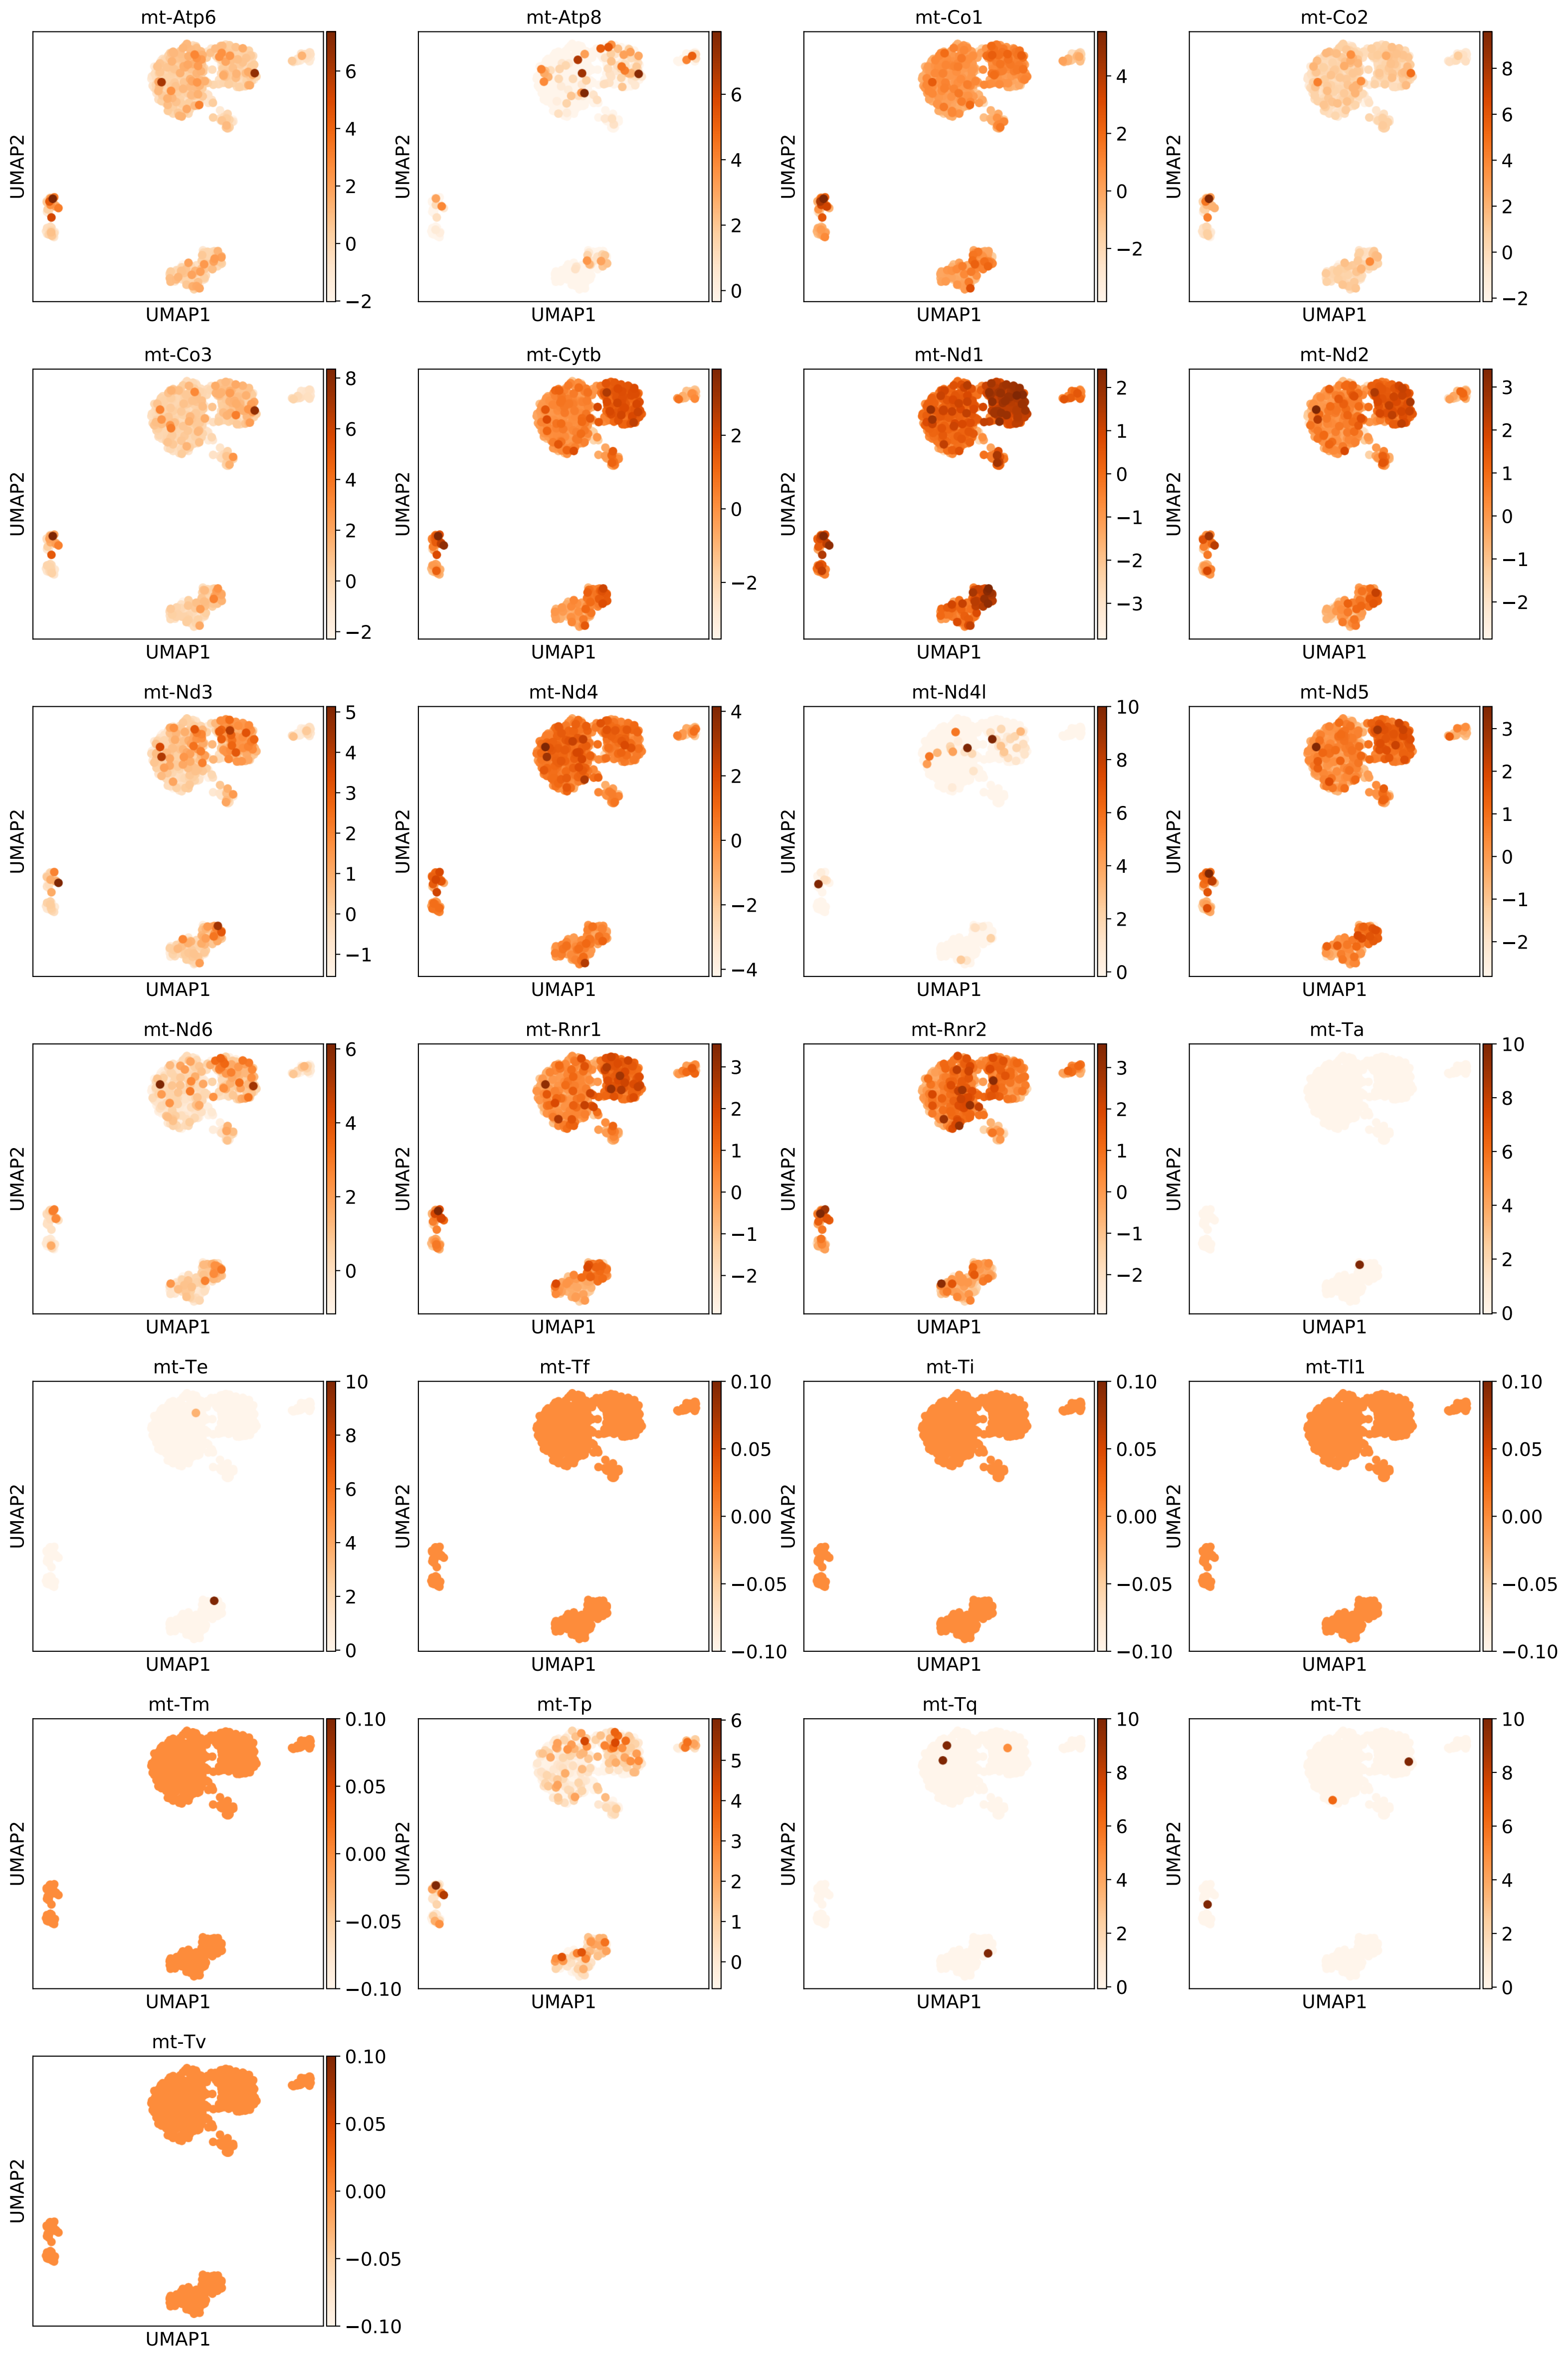 mt-Atp6
mt-Atp8
mt-Co1
mt-Co2
UMAP2
6
4
2
0
−2
UMAP1
UMAP2
6
4
2
0
UMAP1
UMAP2
4
2
0
−2
UMAP1
UMAP2
8
6
4
2
0
−2
UMAP1
mt-Co3
mt-Cytb
mt-Nd1
mt-Nd2
UMAP2
8
6
4
2
0
−2
UMAP1
UMAP2
2
0
−2
UMAP1
UMAP2
2
1
0
−1
−2
−3
UMAP1
UMAP2
3
2
1
0
−1
−2
UMAP1
mt-Nd3
mt-Nd4
mt-Nd4l
mt-Nd5
UMAP2
5
4
3
2
1
0
−1
UMAP1
UMAP2
4
2
0
−2
−4
UMAP1
UMAP2
10
8
6
4
2
0
UMAP1
UMAP2
3
2
1
0
−1
−2
UMAP1
mt-Nd6
mt-Rnr1
mt-Rnr2
mt-Ta
UMAP2
6
4
2
0
UMAP1
UMAP2
3
2
1
0
−1
−2
UMAP1
UMAP2
3
2
1
0
−1
−2
UMAP1
UMAP2
10
8
6
4
2
0
UMAP1
mt-Te
mt-Tf
mt-Ti
mt-Tl1
UMAP2
10
8
6
4
2
0
UMAP1
UMAP2
0.10
0.05
0.00
−0.05
−0.10
UMAP1
UMAP2
0.10
0.05
0.00
−0.05
−0.10
UMAP1
UMAP2
0.10
0.05
0.00
−0.05
−0.10
UMAP1
mt-Tm
mt-Tp
mt-Tq
mt-Tt
UMAP2
0.10
0.05
0.00
−0.05
−0.10
UMAP1
UMAP2
6
5
4
3
2
1
0
UMAP1
UMAP2
10
8
6
4
2
0
UMAP1
UMAP2
10
8
6
4
2
0
UMAP1
mt-Tv
UMAP2
0.10
0.05
0.00
−0.05
−0.10
UMAP1